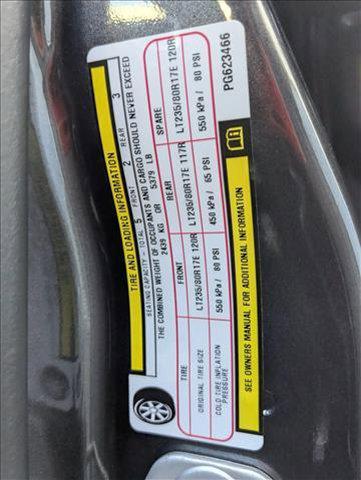 TIRE AND LOADING INFORMATION
SEATING CAPACITY - TOTAL 5 FRONT 2 REAR 3
THE COMBINED WEIGHT OF OCCUPANTS AND CARGO SHOULD NEVER EXCEED
2439 KG OR 5379 LB
TIRE FRONT REAR SPARE
ORIGINAL TIRE SIZE LT235/80R17E 120R LT235/80R17E 117R LT235/80R17E 120R
COLD TIRE INFLATION PRESSURE 550 kPa / 80 PSI 450 kPa / 65 PSI 550 kPa / 80 PSI
SEE OWNERS MANUAL FOR ADDITIONAL INFORMATION
PG623466